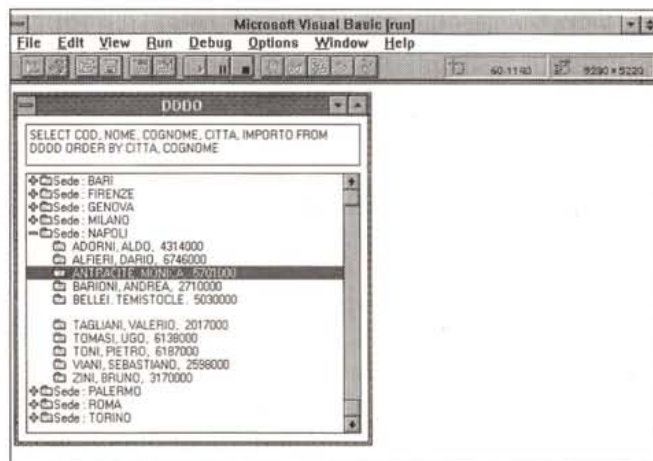 Microsoft Visual Basic [run]
File Edit View Run Debug Options Window Help
60,1140 9280 × 5220
DDDD
SELECT COD, NOME, COGNOME, CITTA, IMPORTO FROM
DDDD ORDER BY CITTA, COGNOME
Sede : BARI
Sede : FIRENZE
Sede : GENOVA
Sede : MILANO
Sede : NAPOLI
ADORNI, ALDO, 4314000
ALFIERI, DARIO, 6746000
ANTRACITE, MONICA, 5701000
BARIONI, ANDREA, 2710000
BELLEI, TEMISTOCLE, 5030000
TAGLIANI, VALERIO, 2017000
TOMASI, UGO, 6138000
TONI, PIETRO, 6187000
VIANI, SEBASTIANO, 2598000
ZINI, BRUNO, 3170000
Sede : PALERMO
Sede : ROMA
Sede : TORINO